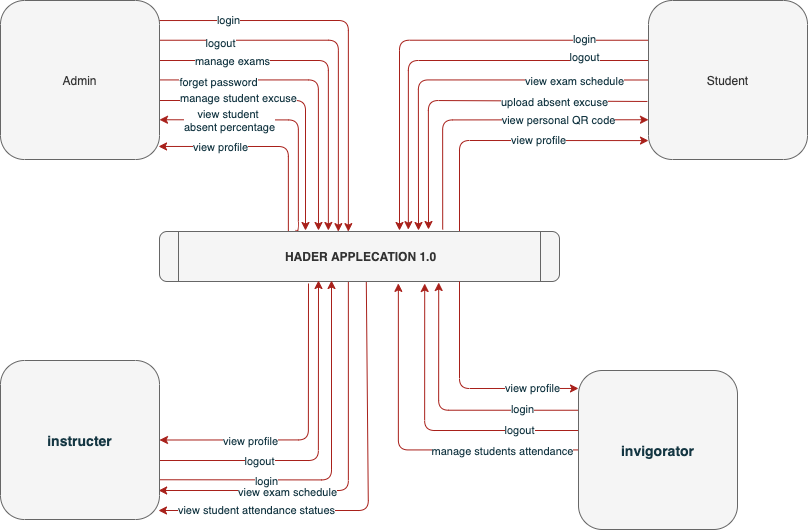 Admin
login
logout
manage exams
forget password
manage student excuse
view student
absent percentage
view profile
Student
login
logout
view exam schedule
upload absent excuse
view personal QR code
view profile
HADER APPLECATION 1.0
instructer
view profile
logout
login
view exam schedule
view student attendance statues
invigorator
view profile
login
logout
manage students attendance